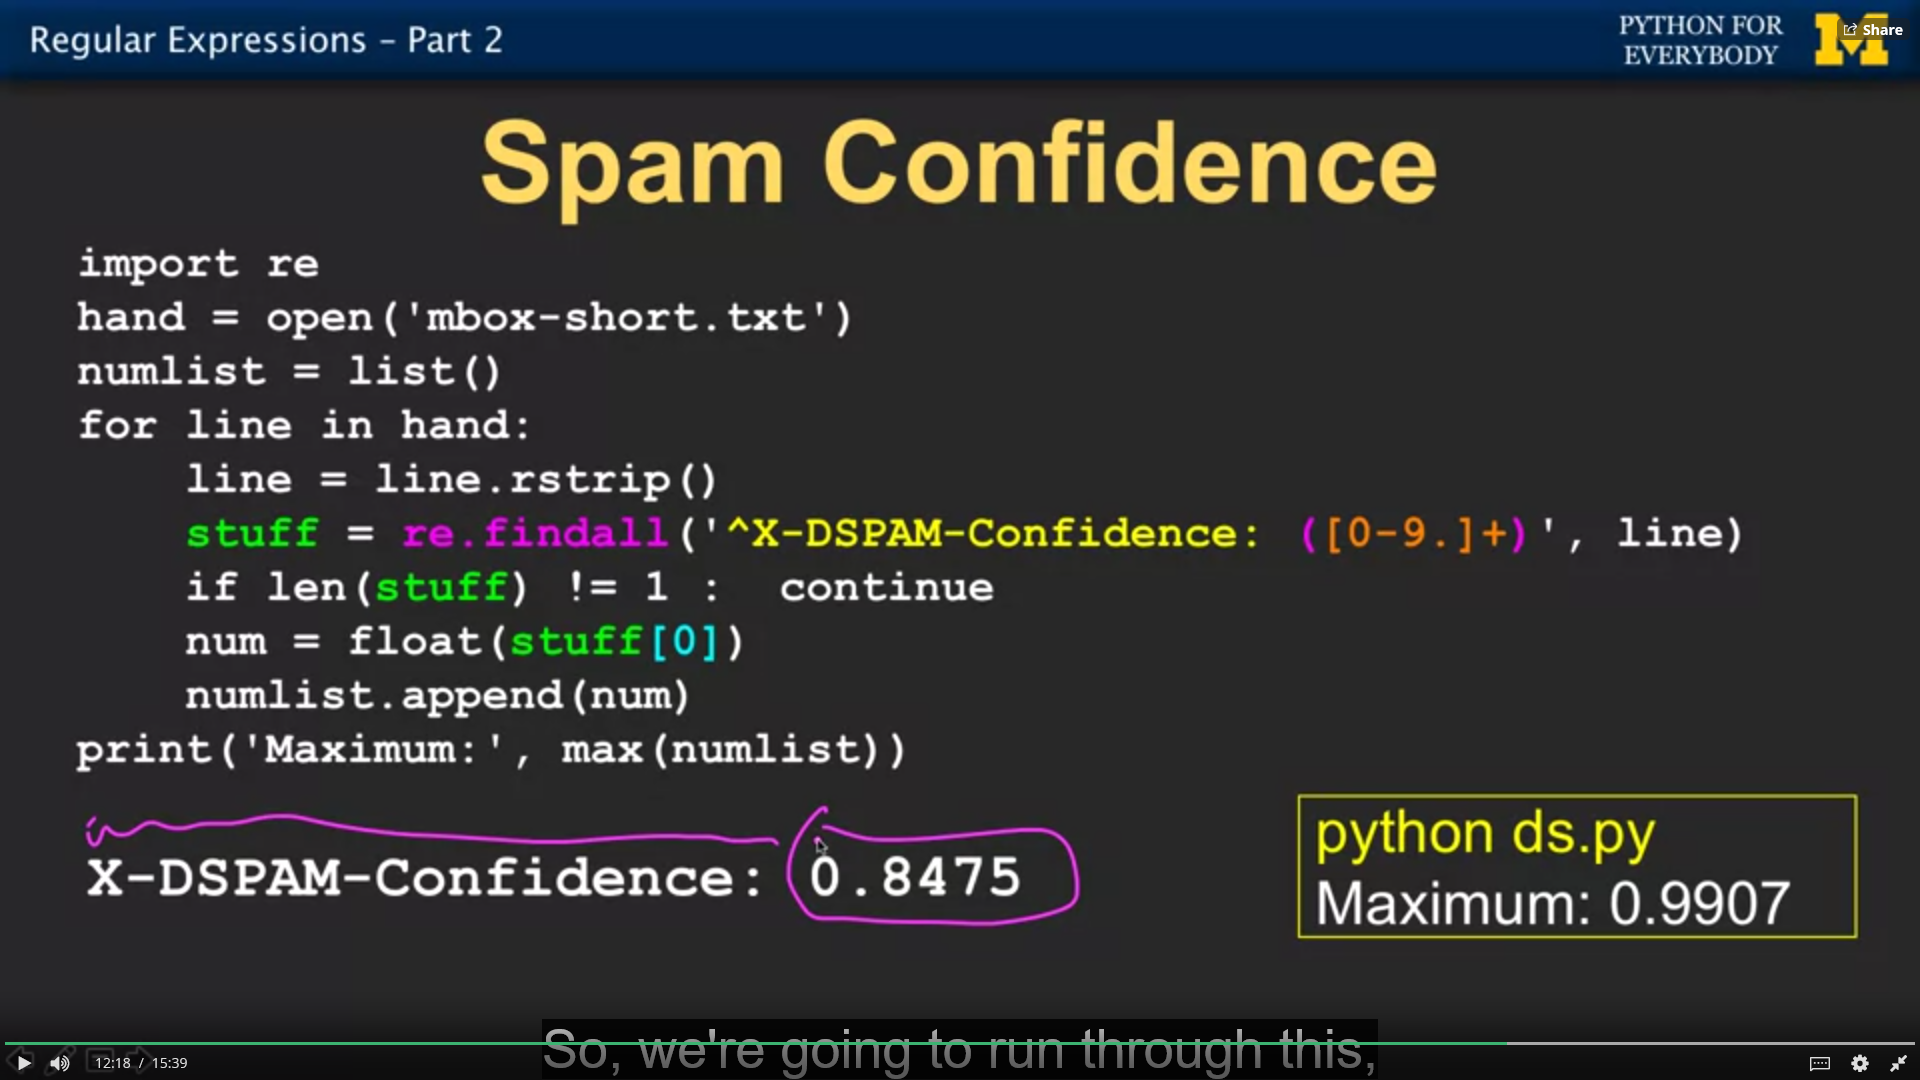 Regular Expressions – Part 2
PYTHON FOR
EVERYBODY
Share
Spam Confidence
import re
hand = open('mbox-short.txt')
numlist = list()
for line in hand:
    line = line.rstrip()
    stuff = re.findall('^X-DSPAM-Confidence: ([0-9.]+)', line)
    if len(stuff) != 1 :  continue
    num = float(stuff[0])
    numlist.append(num)
print('Maximum:', max(numlist))
X-DSPAM-Confidence: 0.8475
python ds.py
Maximum: 0.9907
So, we're going to run through this,
12:18 / 15:39